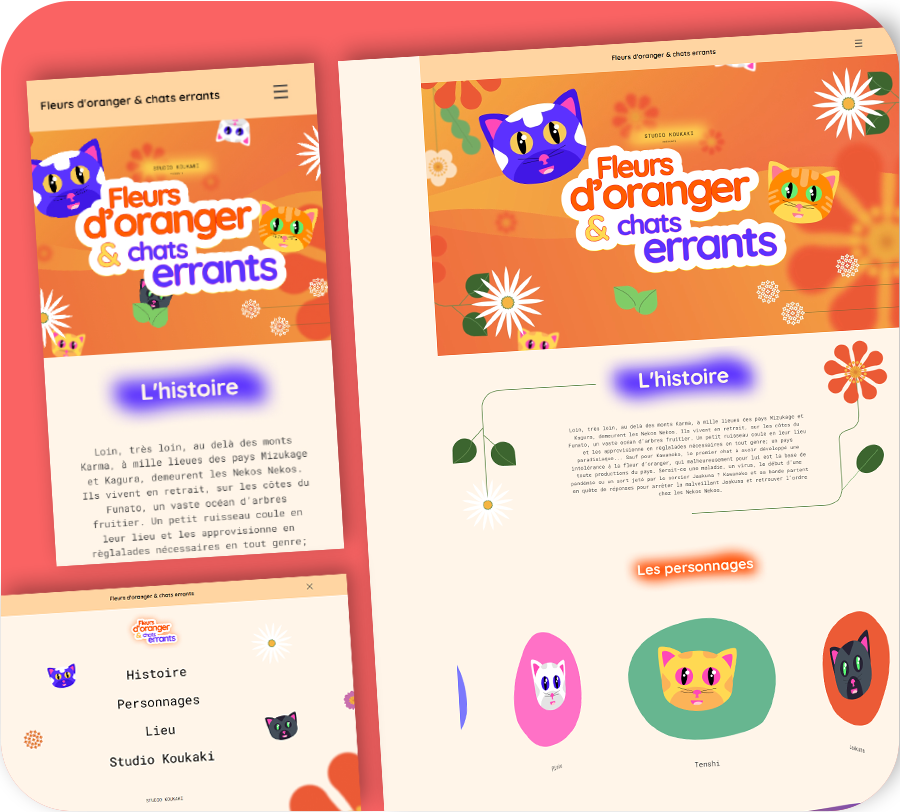 Fleurs d'oranger & chats errants
STUDIO KOUKAKI
Fleurs
d'oranger
& chats
errants
L'histoire
Loin, très loin, au delà des monts
Karma, à mille lieues des pays Mizukage
et Kagura, demeurent les Nekos Nekos.
Ils vivent en retrait, sur les côtes du
Funato, un vaste océan d'arbres
fruitier. Un petit ruisseau coule en
leur lieu et les approvisionne en
règlalades nécessaires en tout genre;
Fleurs d'oranger & chats errants
Fleurs
d'oranger
& chats
errants
Histoire
Personnages
Lieu
Studio Koukaki
STUDIO KOUKAKI
Fleurs d'oranger & chats errants
STUDIO KOUKAKI
Fleurs
d'oranger
& chats
errants
L'histoire
Loin, très loin, au delà des monts Karma, à mille lieues des pays Mizukage et
Kagura, demeurent les Nekos Nekos. Ils vivent en retrait, sur les côtes du
Funato, un vaste océan d'arbres fruitier. Un petit ruisseau coule en leur lieu
et les approvisionne en règlalades nécessaires en tout genre; un pays
paradisiaque... Sauf pour Kawaneko, le premier chat a avoir développé une
intolérance à la fleur d'oranger, qui malheureusement pour lui est la base de
toute productions du pays. Serait-ce une maladie, un virus, le début d'une
pandémie ou un sort jeté par le sorcier Jaakuna ? Kawaneko et sa bande partent
en quête de réponses pour arrêter la malveillant Jaakuna et retrouver l'ordre
chez les Nekos Nekos.
Les personnages
Tenshi